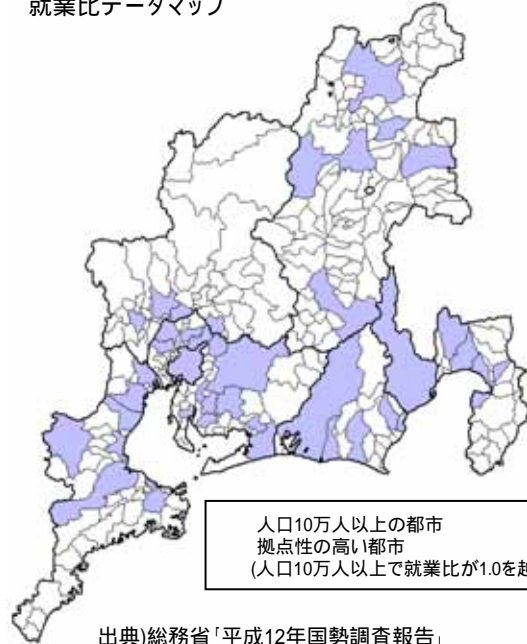 就業比データマップ
人口10万人以上の都市
拠点性の高い都市
(人口10万人以上で就業比が1.0を超
出典)総務省「平成12年国勢調査報告」